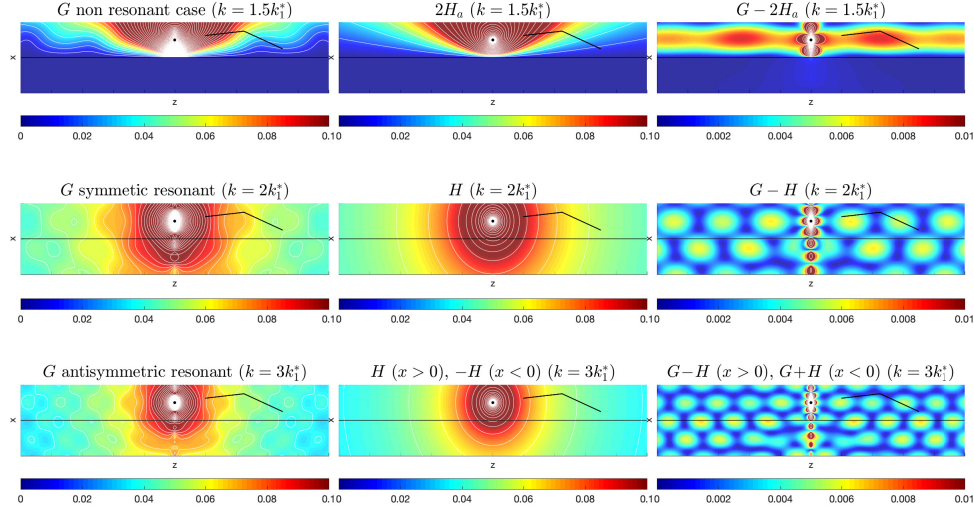 G non resonant case (k = 1.5k₁*)
2Hₐ (k = 1.5k₁*)
G − 2Hₐ (k = 1.5k₁*)
x
x
z
z
z
0 0.02 0.04 0.06 0.08 0.10
0.02 0.04 0.06 0.08 0.10
0.002 0.004 0.006 0.008 0.01
G symmetic resonant (k = 2k₁*)
H (k = 2k₁*)
G − H (k = 2k₁*)
x
x
z
z
z
0 0.02 0.04 0.06 0.08 0.10
0.02 0.04 0.06 0.08 0.10
0.002 0.004 0.006 0.008 0.01
G antisymmetric resonant (k = 3k₁*)
H (x > 0), −H (x < 0) (k = 3k₁*)
G−H (x > 0), G+H (x < 0) (k = 3k₁*)
x
x
z
z
z
0 0.02 0.04 0.06 0.08 0.10
0.02 0.04 0.06 0.08 0.10
0.002 0.004 0.006 0.008 0.01